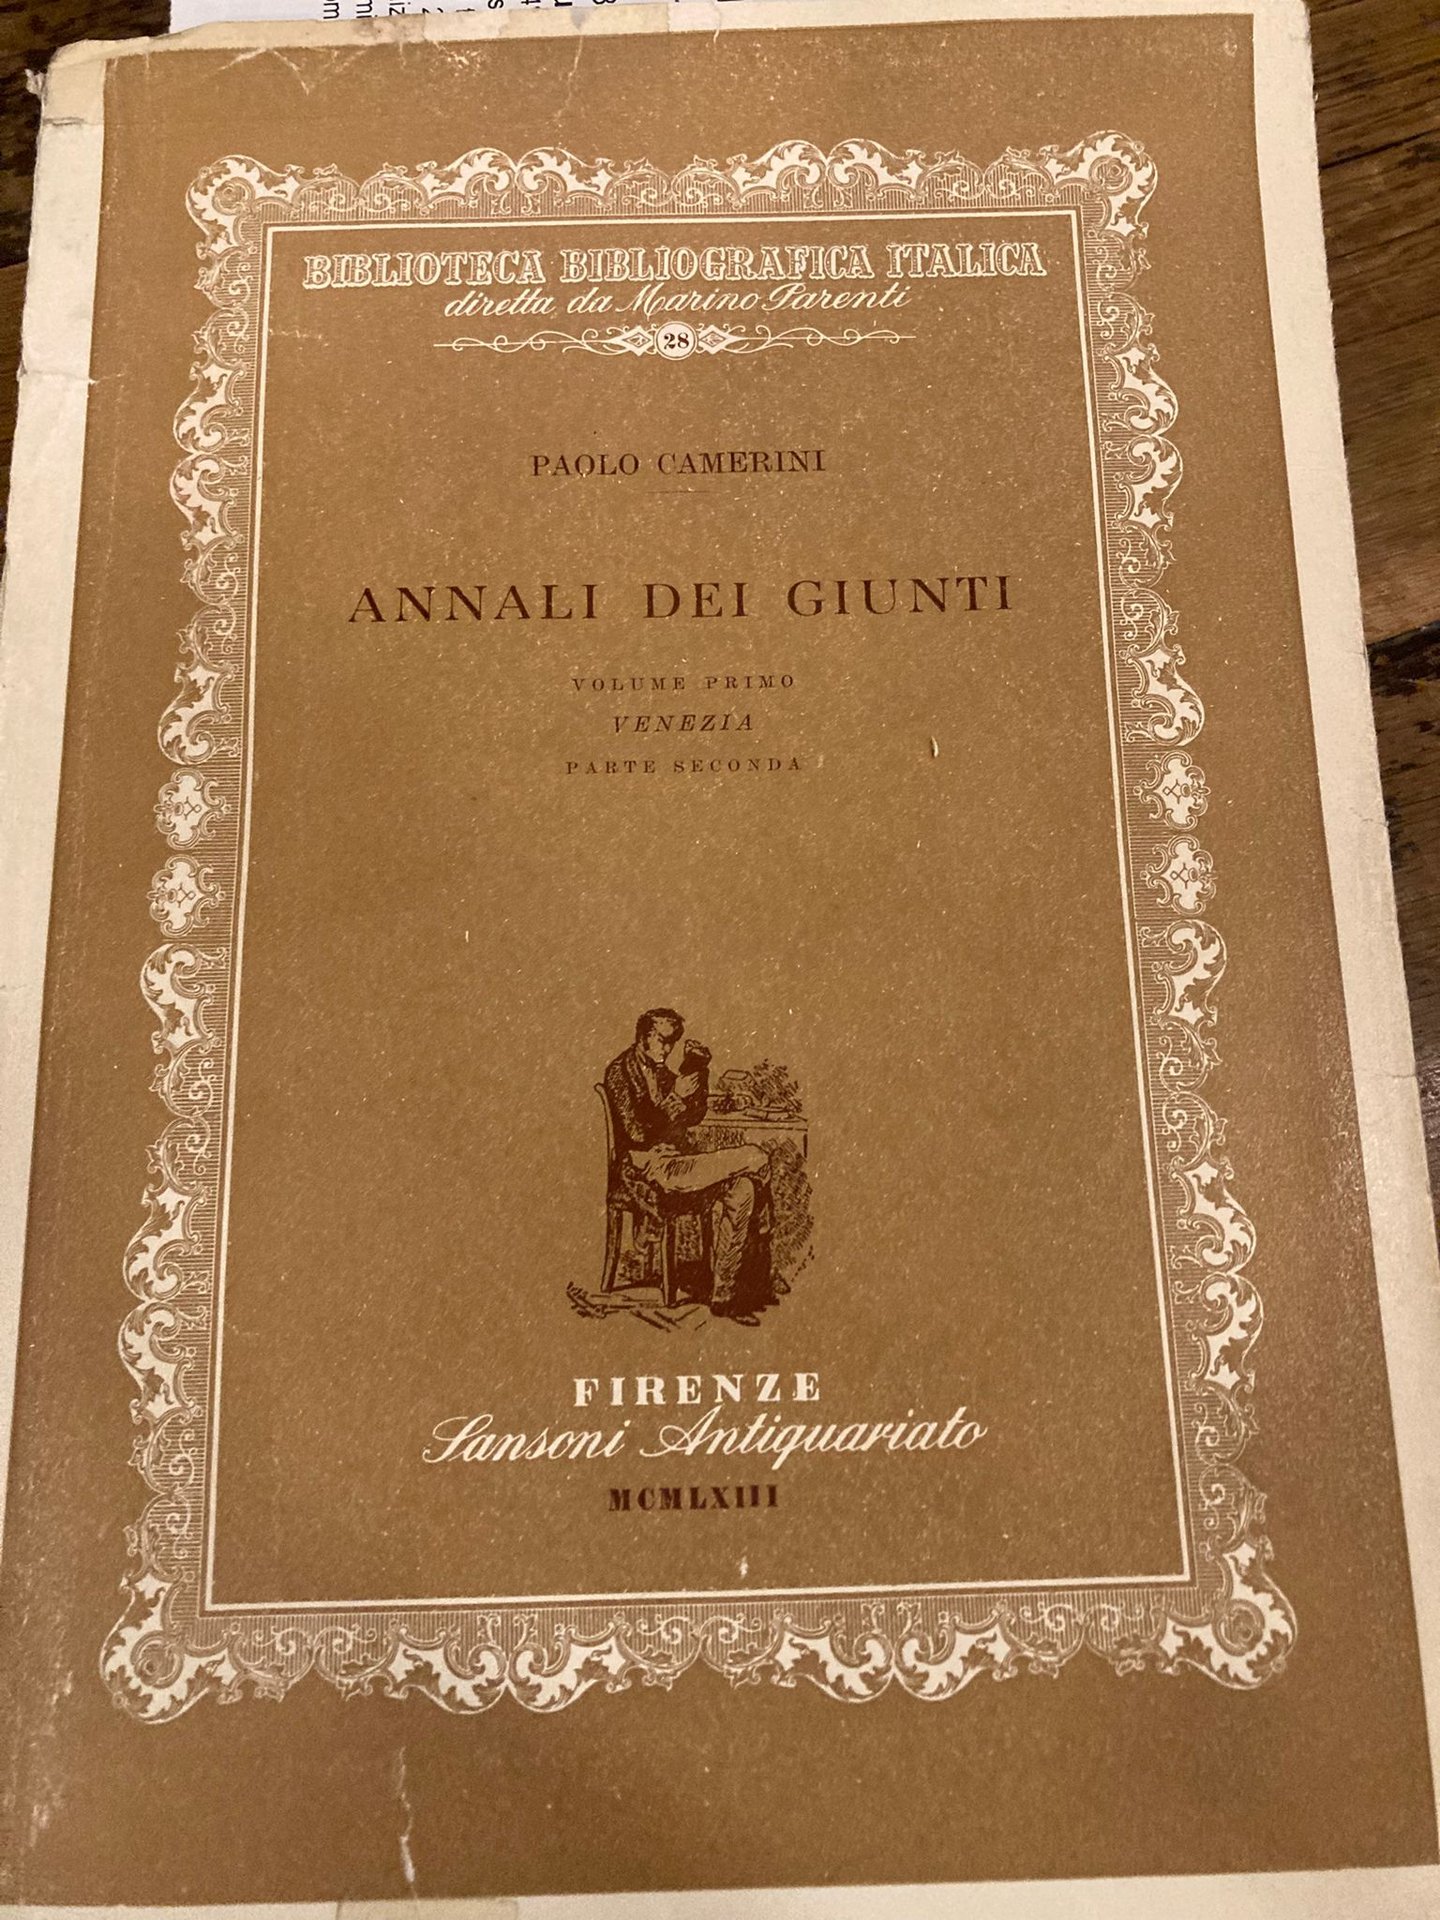 BIBLIOTECA BIBLIOGRAFICA ITALICA
diretta da Marino Parenti
28
PAOLO CAMERINI
ANNALI DEI GIUNTI
VOLUME PRIMO
VENEZIA
PARTE SECONDA
FIRENZE
Sansoni Antiquariato
MCMLXIII